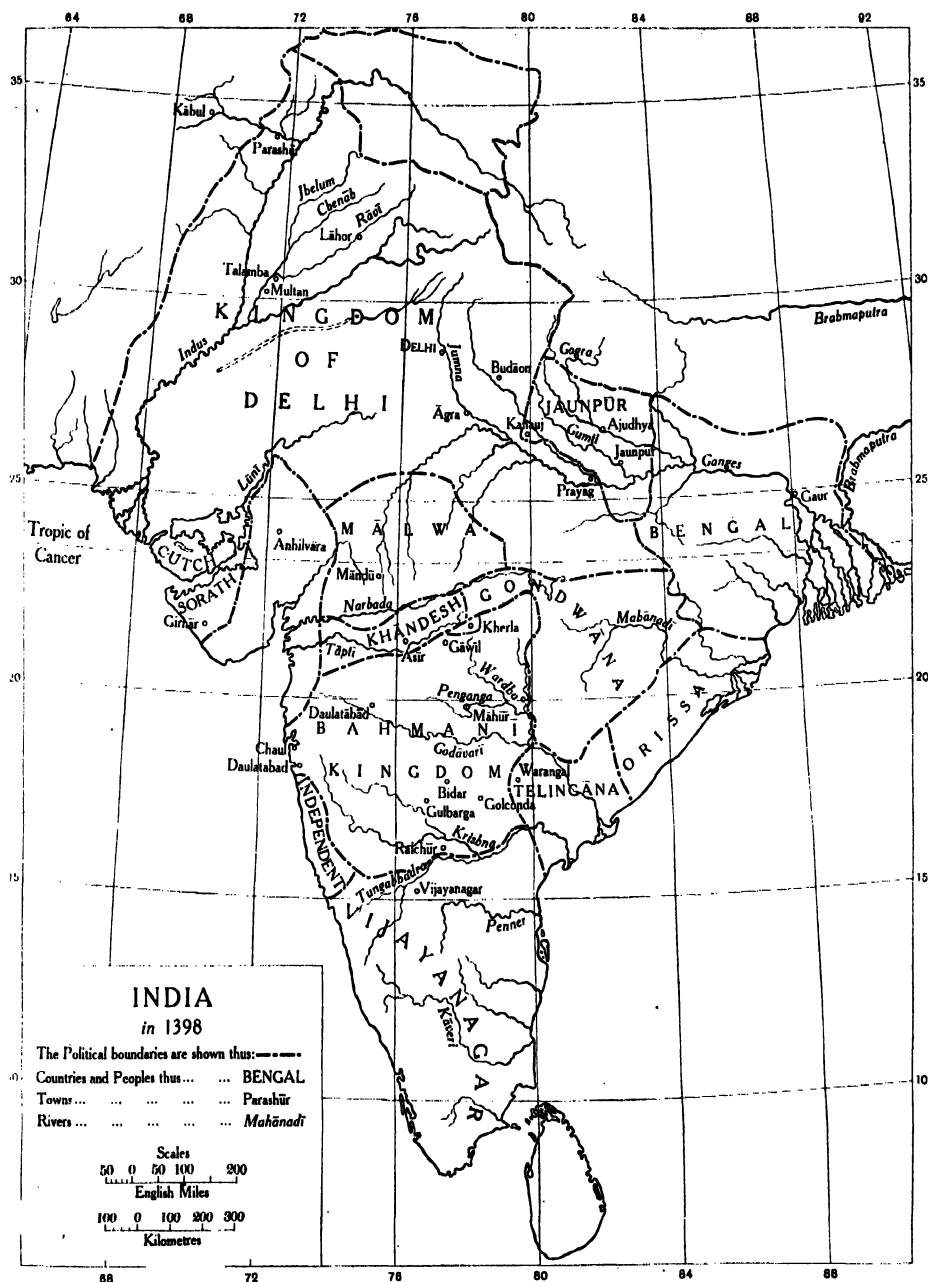 64 68 72 76 80 84 88 92
35 35
Kābul
Parashūr
Jhelum
Chenāb
Rāvī
Lāhor
Talamba
Multan
30 30
KINGDOM
OF
DELHI
Indus
Brahmaputra
DELHI
Jumna
Gogra
Budāon
JAUNPŪR
Āgra
Kanauj
Gumti
Ajudhya
Jaunpur
Ganges
Brahmaputra
Lūnī
Prayag
25 25
Gaur
Tropic of
Cancer
MĀLWA
BENGAL
Anhilvāra
CUTCH
Māndū
SORATH
Narbada
GONDWĀNA
Girnār
KHĀNDESH
Kherla
Mahānadī
Tāpti
Asīr
Gāwil
20 20
Wardha
Penganga
Daulatābād
Māhūr
BAHMANĪ
ORISSA
Godāvarī
Chaul
Daulatabad
KINGDOM
Warangal
Bidar
TELINGĀNA
Golconda
INDEPENDENT
Gulbarga
Krishna
Raichūr
15 15
Tungabhadra
Vijayanagar
VIJAYANAGAR
Penner
Kāveri
INDIA
in 1398
The Political boundaries are shown thus:
Countries and Peoples thus ... ... BENGAL
Towns ... ... ... ... ... Parashūr
Rivers ... ... ... ... ... Mahānadī
10 10
Scales
50 0 50 100 200
English Miles
100 0 100 200 300
Kilometres
68 72 76 80 84 88